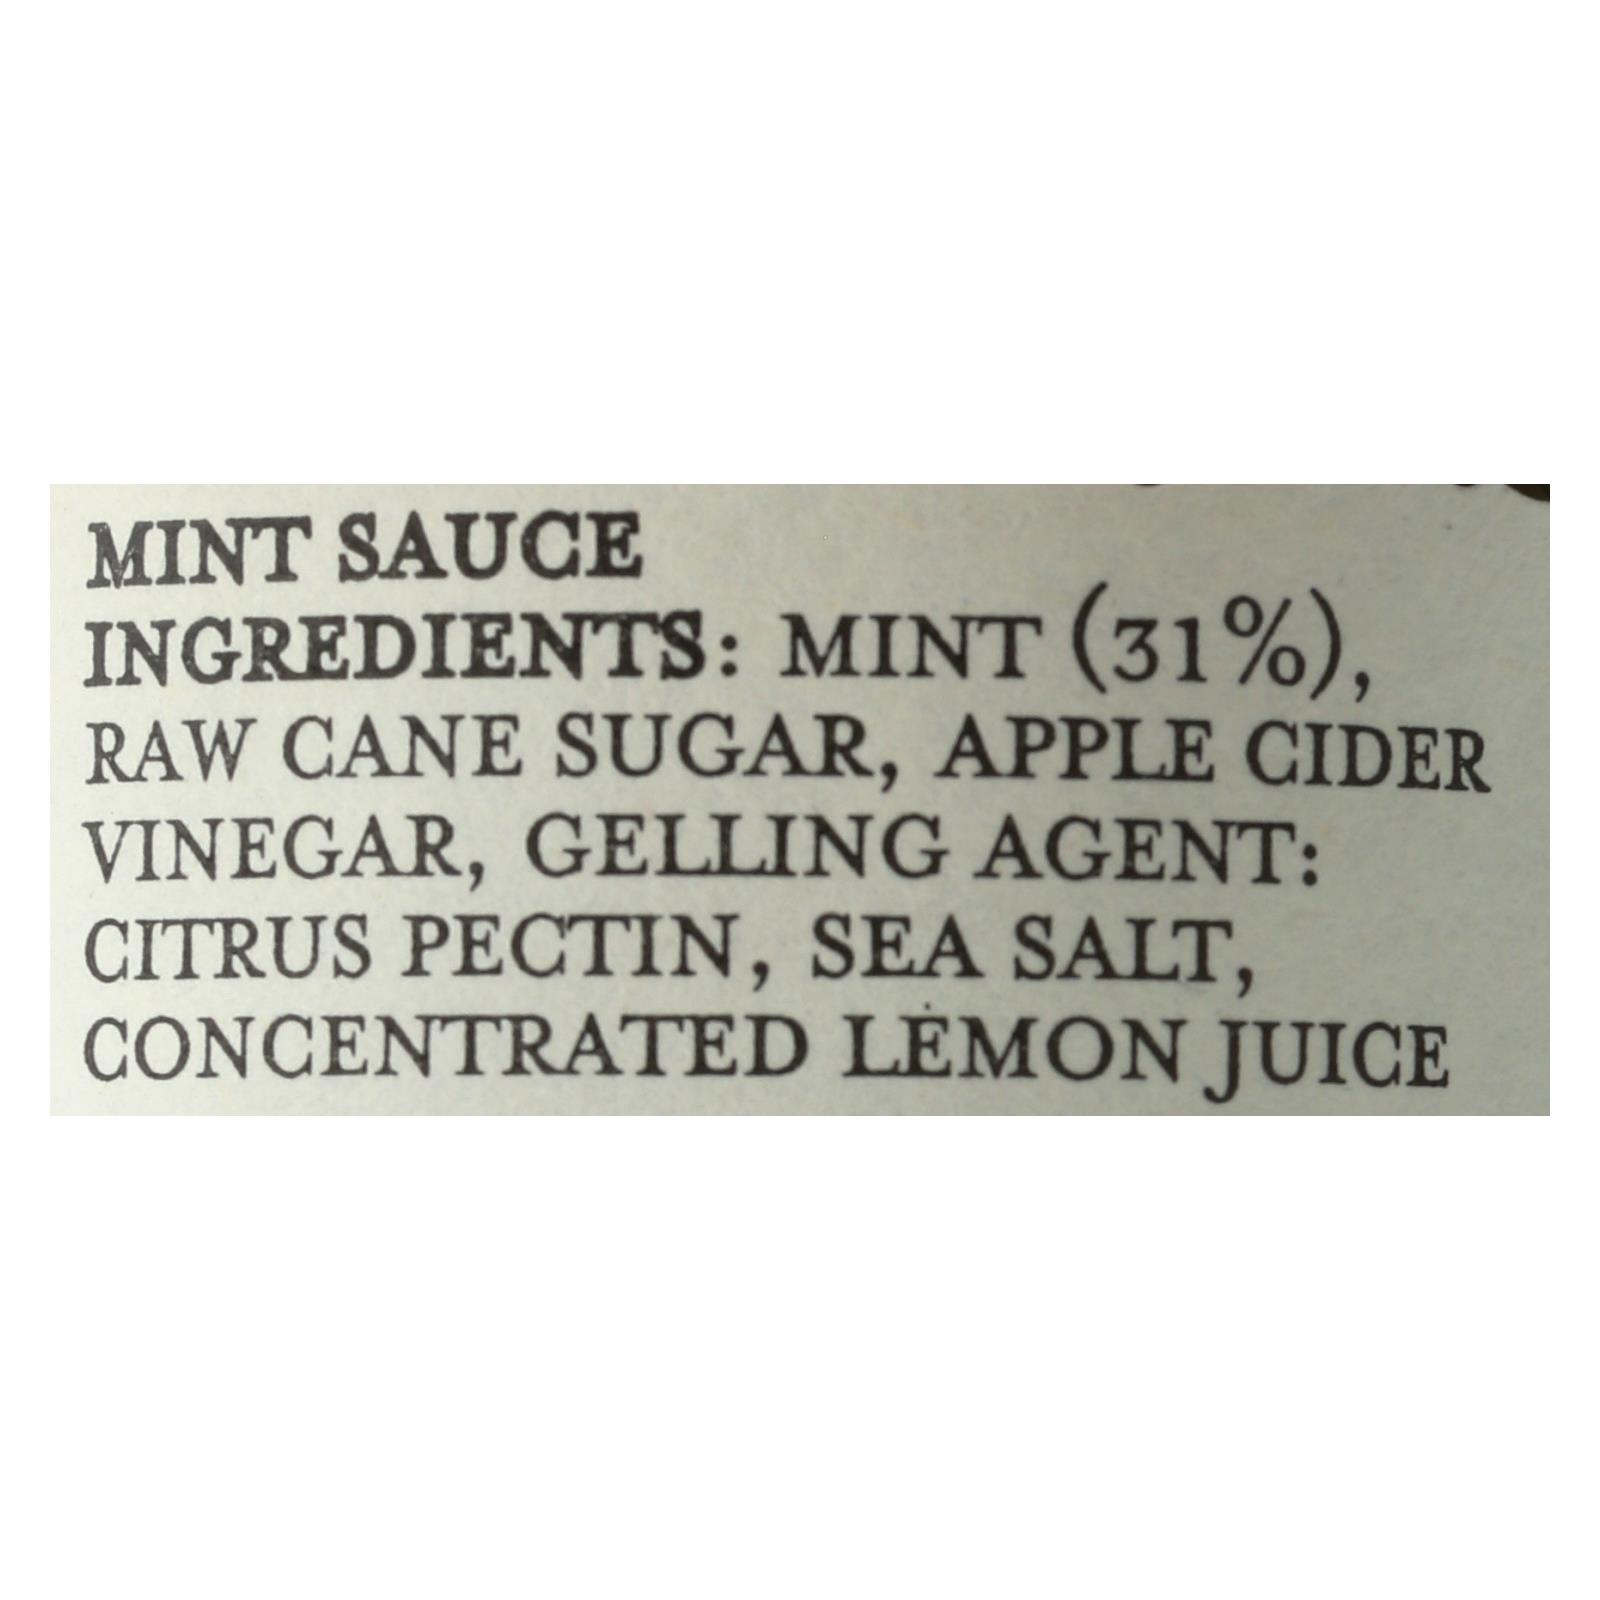 MINT SAUCE
INGREDIENTS: MINT (31%),
RAW CANE SUGAR, APPLE CIDER
VINEGAR, GELLING AGENT:
CITRUS PECTIN, SEA SALT,
CONCENTRATED LEMON JUICE